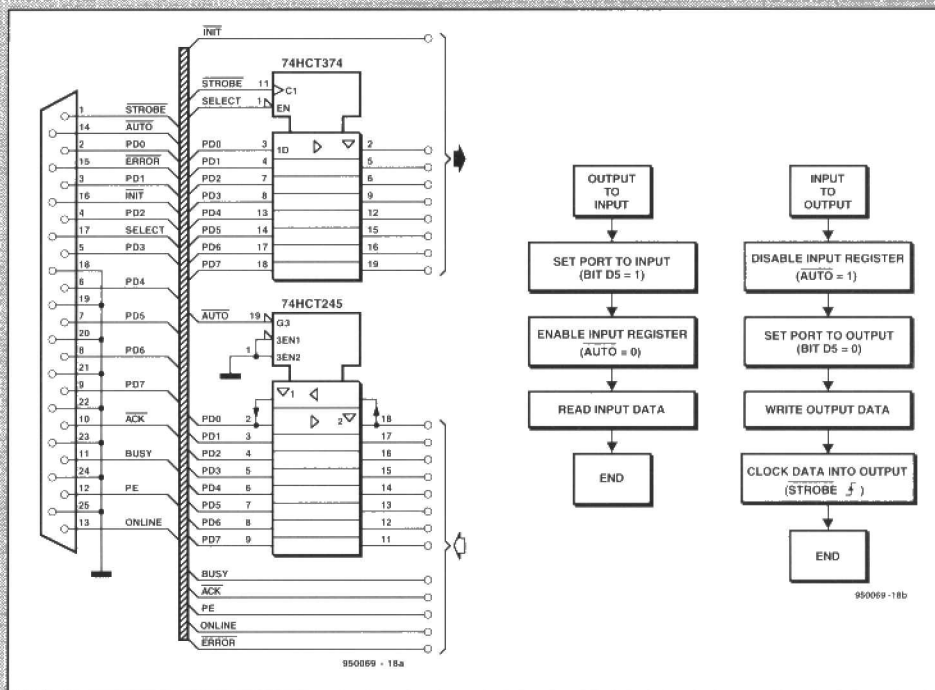 1 STROBE
14 AUTO
2 PD0
15 ERROR
3 PD1
16 INIT
4 PD2
17 SELECT
5 PD3
18
6 PD4
19
7 PD5
20
8 PD6
21
9 PD7
22
10 ACK
23
11 BUSY
24
12 PE
25
13 ONLINE
INIT
74HCT374
STROBE 11 C1
SELECT 1 EN
PD0 3 1D 2
PD1 4 5
PD2 7 6
PD3 8 9
PD4 13 12
PD5 14 15
PD6 17 16
PD7 18 19
74HCT245
AUTO 19 G3
3EN1
1 3EN2
1
PD0 2 2 18
PD1 3 17
PD2 4 16
PD3 5 15
PD4 6 14
PD5 7 13
PD6 8 12
PD7 9 11
BUSY
ACK
PE
ONLINE
ERROR
950069 - 18a
OUTPUT
TO
INPUT
SET PORT TO INPUT
(BIT D5 = 1)
ENABLE INPUT REGISTER
(AUTO = 0)
READ INPUT DATA
END
INPUT
TO
OUTPUT
DISABLE INPUT REGISTER
(AUTO = 1)
SET PORT TO OUTPUT
(BIT D5 = 0)
WRITE OUTPUT DATA
CLOCK DATA INTO OUTPUT
(STROBE )
END
950069 -18b